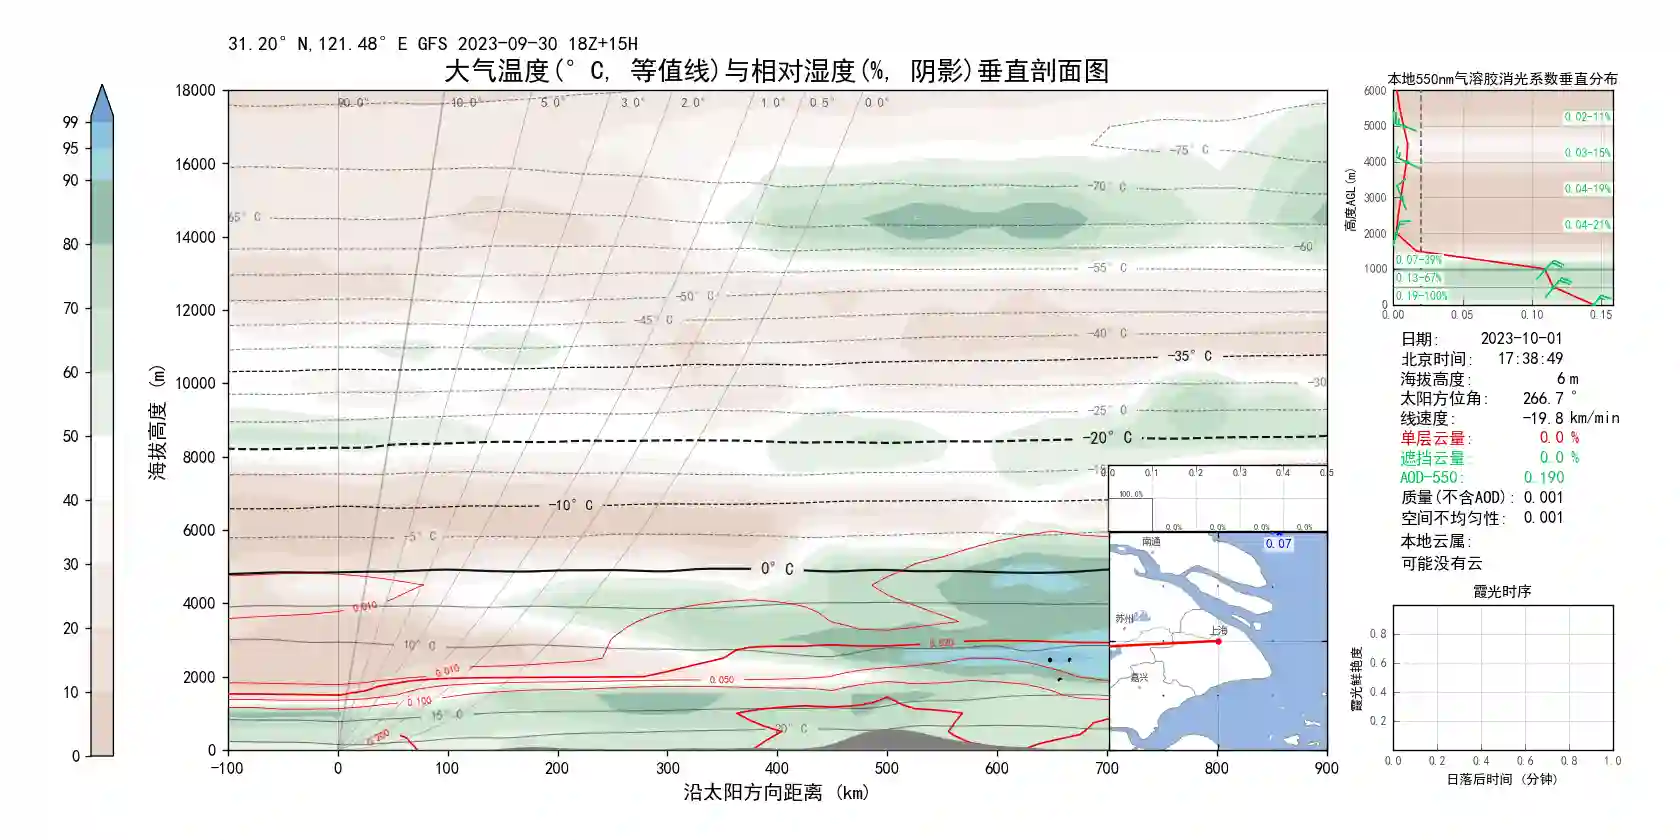 31.20° N,121.48° E GFS 2023-09-30 18Z+15H
大气温度(° C, 等值线)与相对湿度(%, 阴影)垂直剖面图
99
95
90
80
70
60
50
40
30
20
10
0
海拔高度 (m)
18000
16000
14000
12000
10000
8000
6000
4000
2000
0
10.0°
5.0°
3.0°
2.0°
1.0°
0.5°
0.0°
-75° C
-70° C
65° C
-60
-55° C
-50° C
-45° C
-40° C
-35° C
-30
-25° C
-20° C
-10° C
-5° C
0° C
0.010
10° C
0.010
0.050
0.100
15° C
0.200
20° C
-100
0
100
200
300
400
500
600
700
800
900
沿太阳方向距离 (km)
0.0
0.1
0.2
0.3
0.4
0.5
100.0%
0.0%
0.0%
0.0%
0.0%
0.07
南通
苏州
上海
嘉兴
本地550nm气溶胶消光系数垂直分布
高度AGL(m)
6000
5000
4000
3000
2000
1000
0
0.02-11%
0.03-15%
0.04-19%
0.04-21%
0.07-39%
0.13-67%
0.19-100%
0.00
0.05
0.10
0.15
日期: 2023-10-01
北京时间: 17:38:49
海拔高度: 6 m
太阳方位角: 266.7 °
线速度: -19.8 km/min
单层云量: 0.0 %
遮挡云量: 0.0 %
AOD-550: 0.190
质量(不含AOD): 0.001
空间不均匀性: 0.001
本地云属:
可能没有云
霞光时序
霞光鲜艳度
0.8
0.6
0.4
0.2
0.0
0.2
0.4
0.6
0.8
1.0
日落后时间 (分钟)